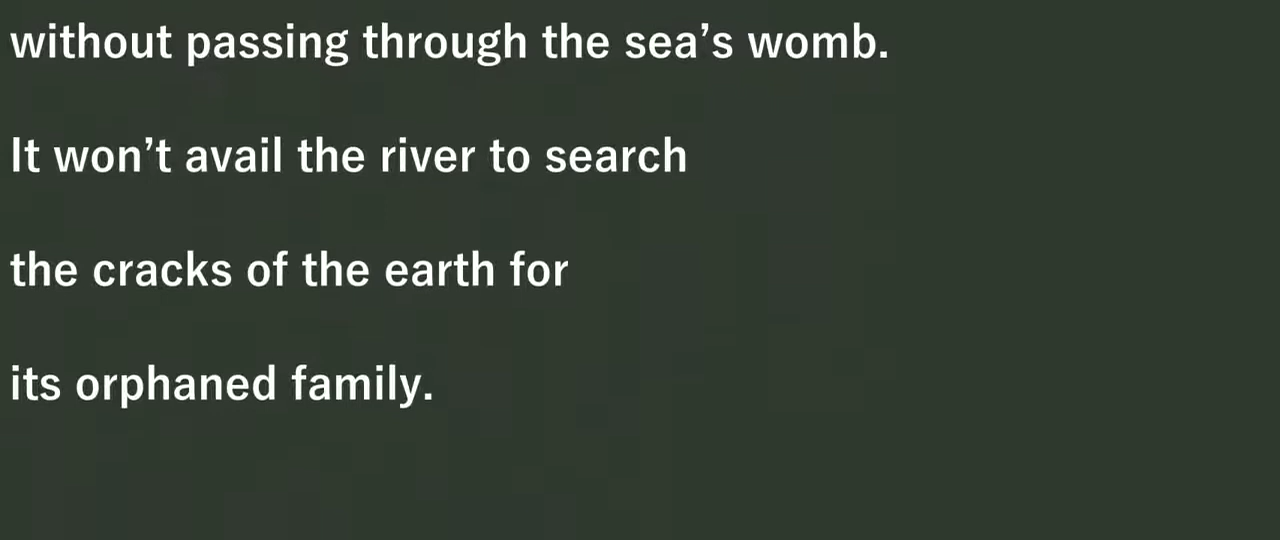 without passing through the sea’s womb.
It won’t avail the river to search
the cracks of the earth for
its orphaned family.